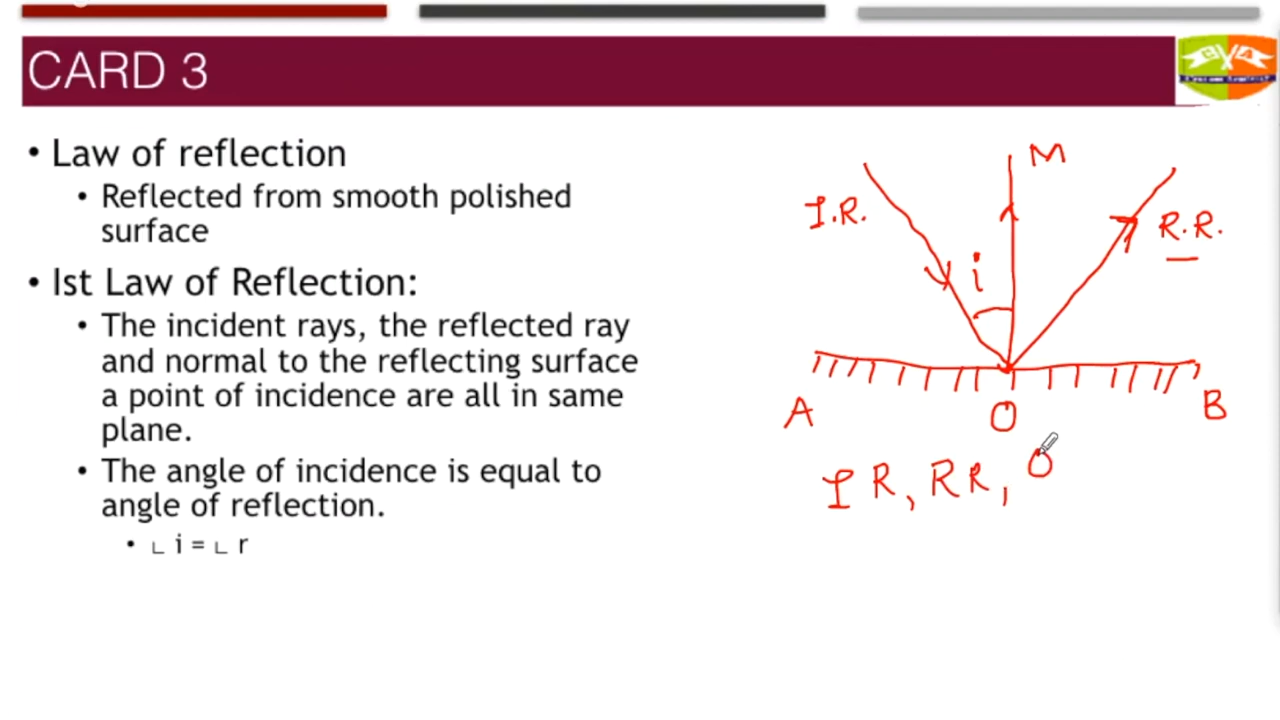 CARD 3
• Law of reflection
• Reflected from smooth polished
surface
• Ist Law of Reflection:
• The incident rays, the reflected ray
and normal to the reflecting surface
a point of incidence are all in same
plane.
• The angle of incidence is equal to
angle of reflection.
• ∟ i = ∟ r
M
I.R.
R.R.
i
A
O
B
IR, RR, O